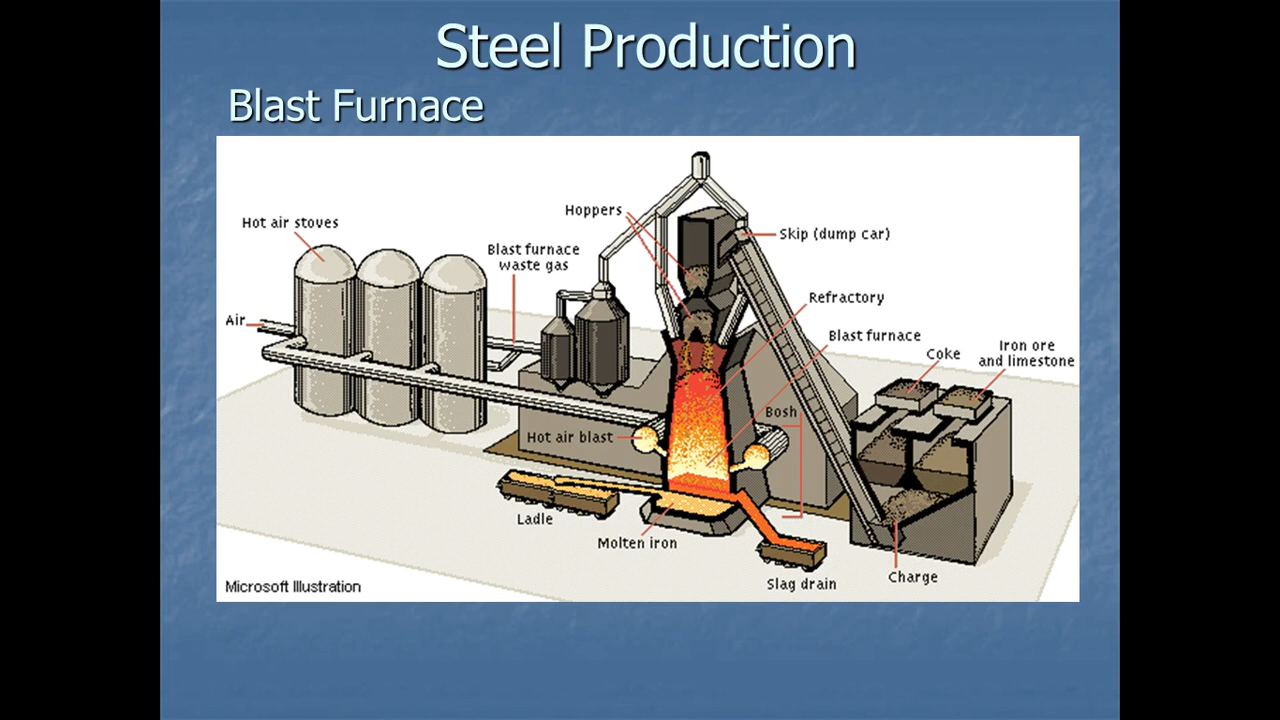 Steel Production
Blast Furnace
Hot air stoves
Hoppers
Blast furnace
waste gas
Skip (dump car)
Air
Refractory
Blast furnace
Coke
Iron ore
and limestone
Bosh
Hot air blast
Ladle
Molten iron
Slag drain
Charge
Microsoft Illustration